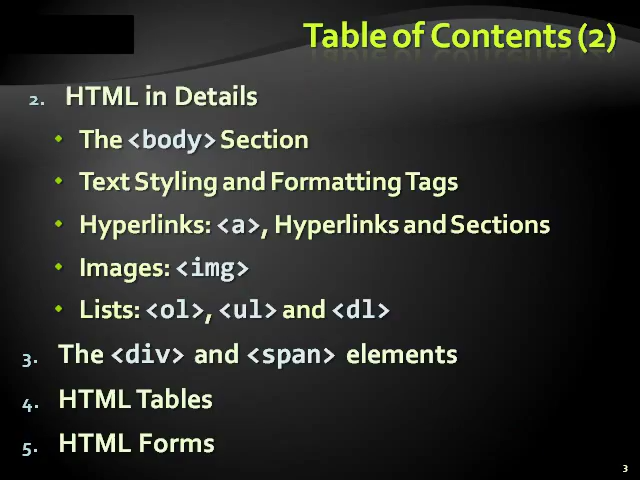 Table of Contents (2)
2. HTML in Details
• The <body> Section
• Text Styling and Formatting Tags
• Hyperlinks: <a>, Hyperlinks and Sections
• Images: <img>
• Lists: <ol>, <ul> and <dl>
3. The <div> and <span> elements
4. HTML Tables
5. HTML Forms
3